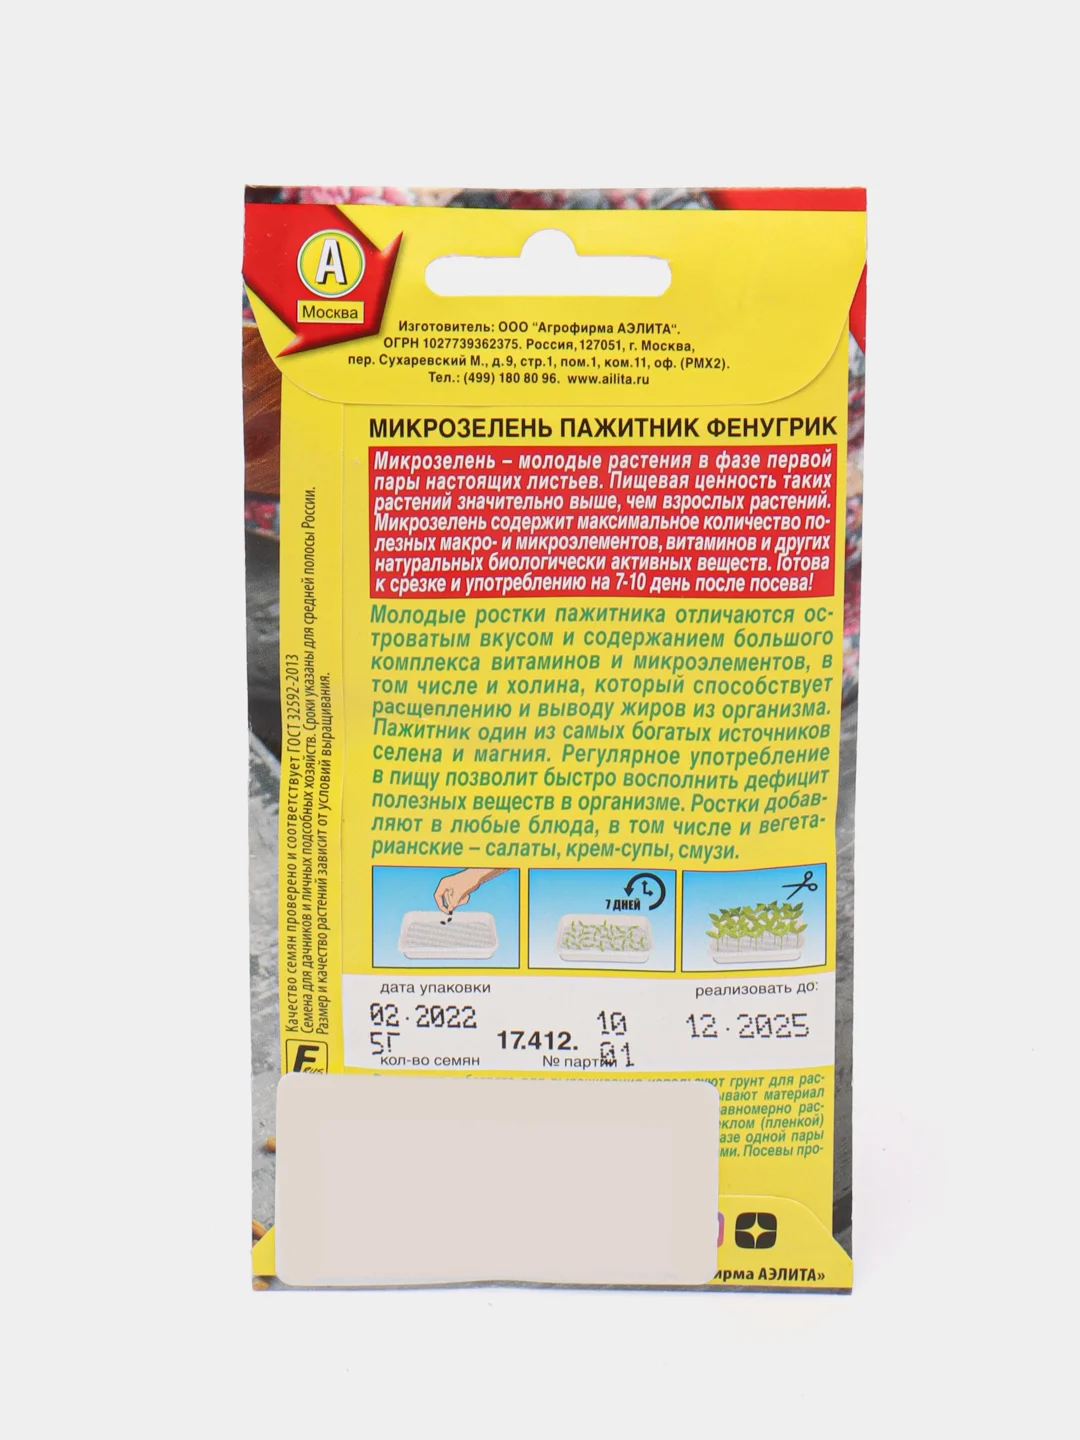 А
Москва
Изготовитель: ООО "Агрофирма АЭЛИТА".
ОГРН 1027739362375. Россия, 127051, г. Москва,
пер. Сухаревский М., д.9, стр.1, пом.1, ком.11, оф. (РМХ2).
Тел.: (499) 180 80 96. www.ailita.ru
МИКРОЗЕЛЕНЬ ПАЖИТНИК ФЕНУГРИК
Микрозелень – молодые растения в фазе первой
пары настоящих листьев. Пищевая ценность таких
растений значительно выше, чем взрослых растений.
Микрозелень содержит максимальное количество по-
лезных макро- и микроэлементов, витаминов и других
натуральных биологически активных веществ. Готова
к срезке и употреблению на 7-10 день после посева!
Молодые ростки пажитника отличаются ос-
троватым вкусом и содержанием большого
комплекса витаминов и микроэлементов, в
том числе и холина, который способствует
расщеплению и выводу жиров из организма.
Пажитник один из самых богатых источников
селена и магния. Регулярное употребление
в пищу позволит быстро восполнить дефицит
полезных веществ в организме. Ростки добав-
ляют в любые блюда, в том числе и вегета-
рианские – салаты, крем-супы, смузи.
Качество семян проверено и соответствует ГОСТ 32592-2013
Семена для дачников и личных подсобных хозяйств. Сроки указаны для средней полосы России.
Размер и качество растений зависит от условий выращивания.
7 ДНЕЙ
дата упаковки
реализовать до:
02.2022
10
12.2025
5Г
17.412.
01
кол-во семян
№ партии
F RUS
используют грунт для рас-
ывают материал
авномерно рас-
еклом (пленкой)
азе одной пары
ми. Посевы про-
ирма АЭЛИТА»